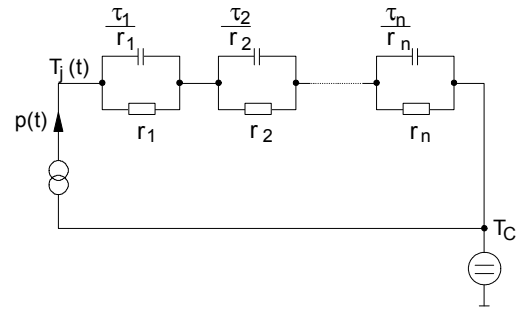 τ1 τ2 τn
r1 r2 rn
Tj (t)
r1 r2 rn
p(t)
TC